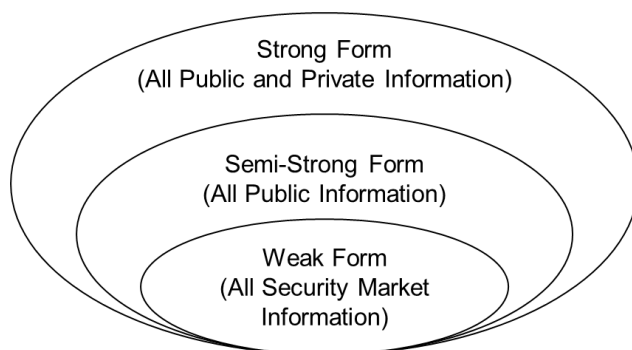 Strong Form
(All Public and Private Information)
Semi-Strong Form
(All Public Information)
Weak Form
(All Security Market
Information)